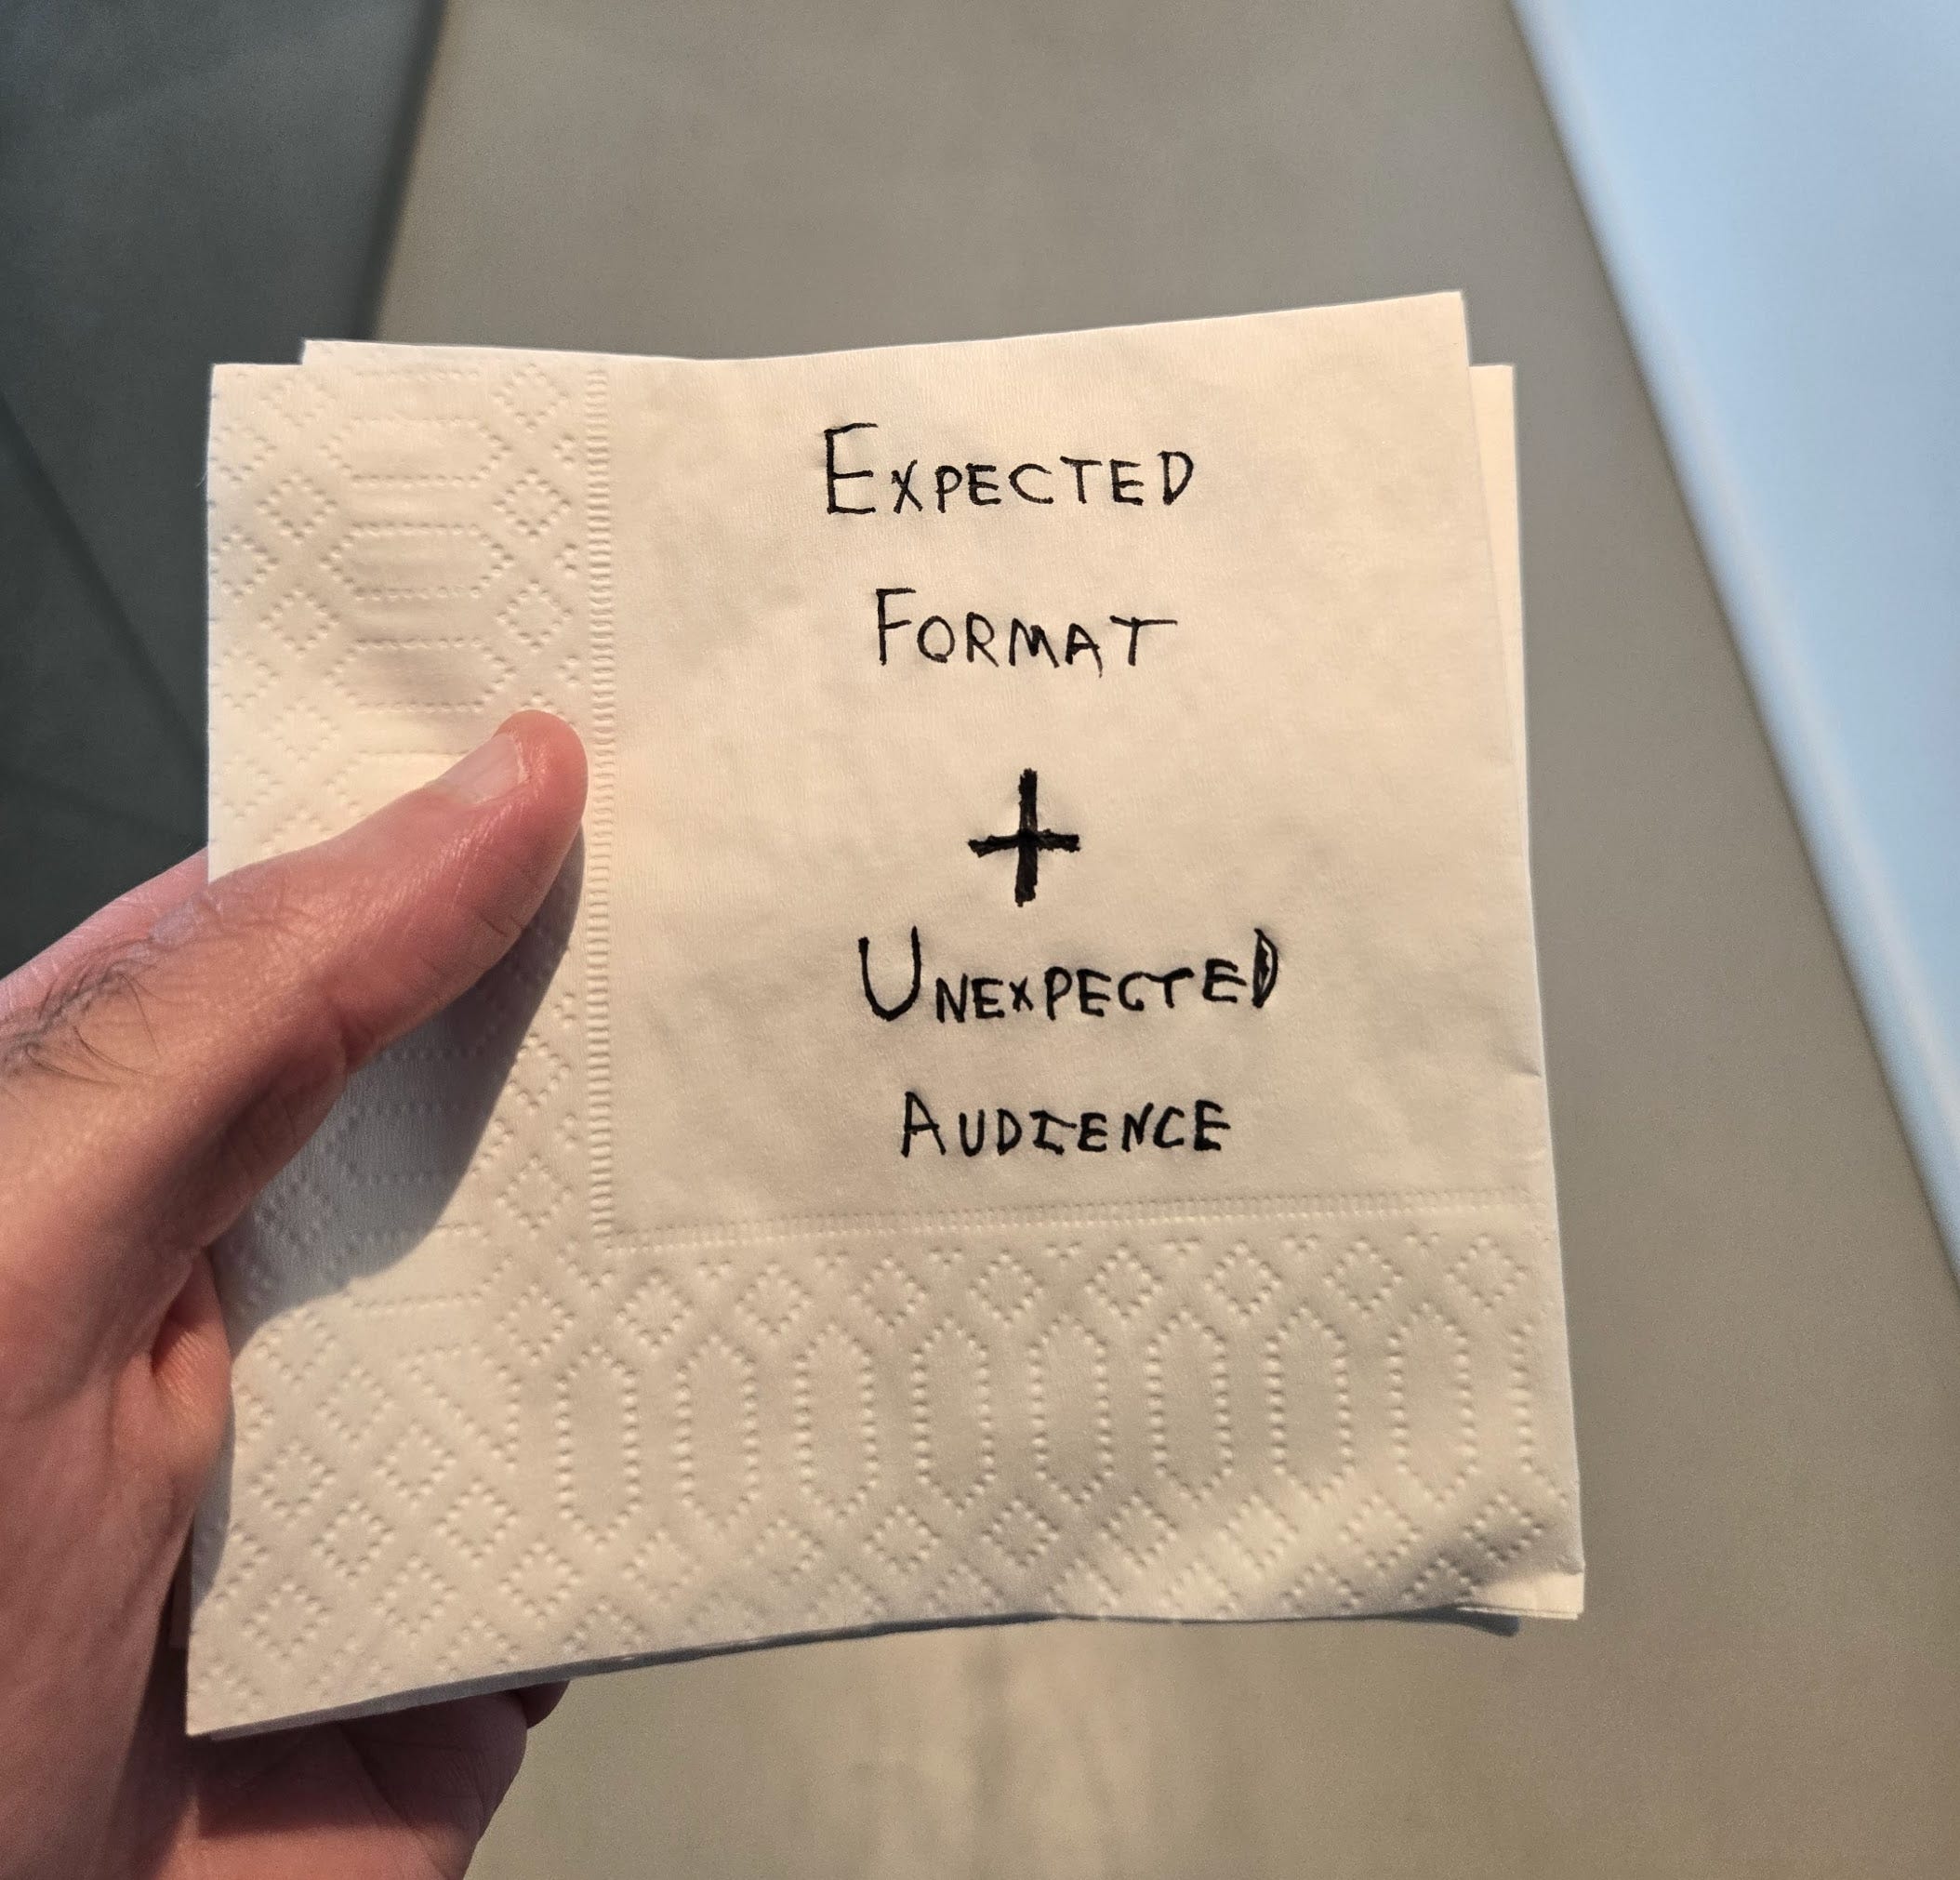 EXPECTED
FORMAT
+
UNEXPECTED
AUDIENCE